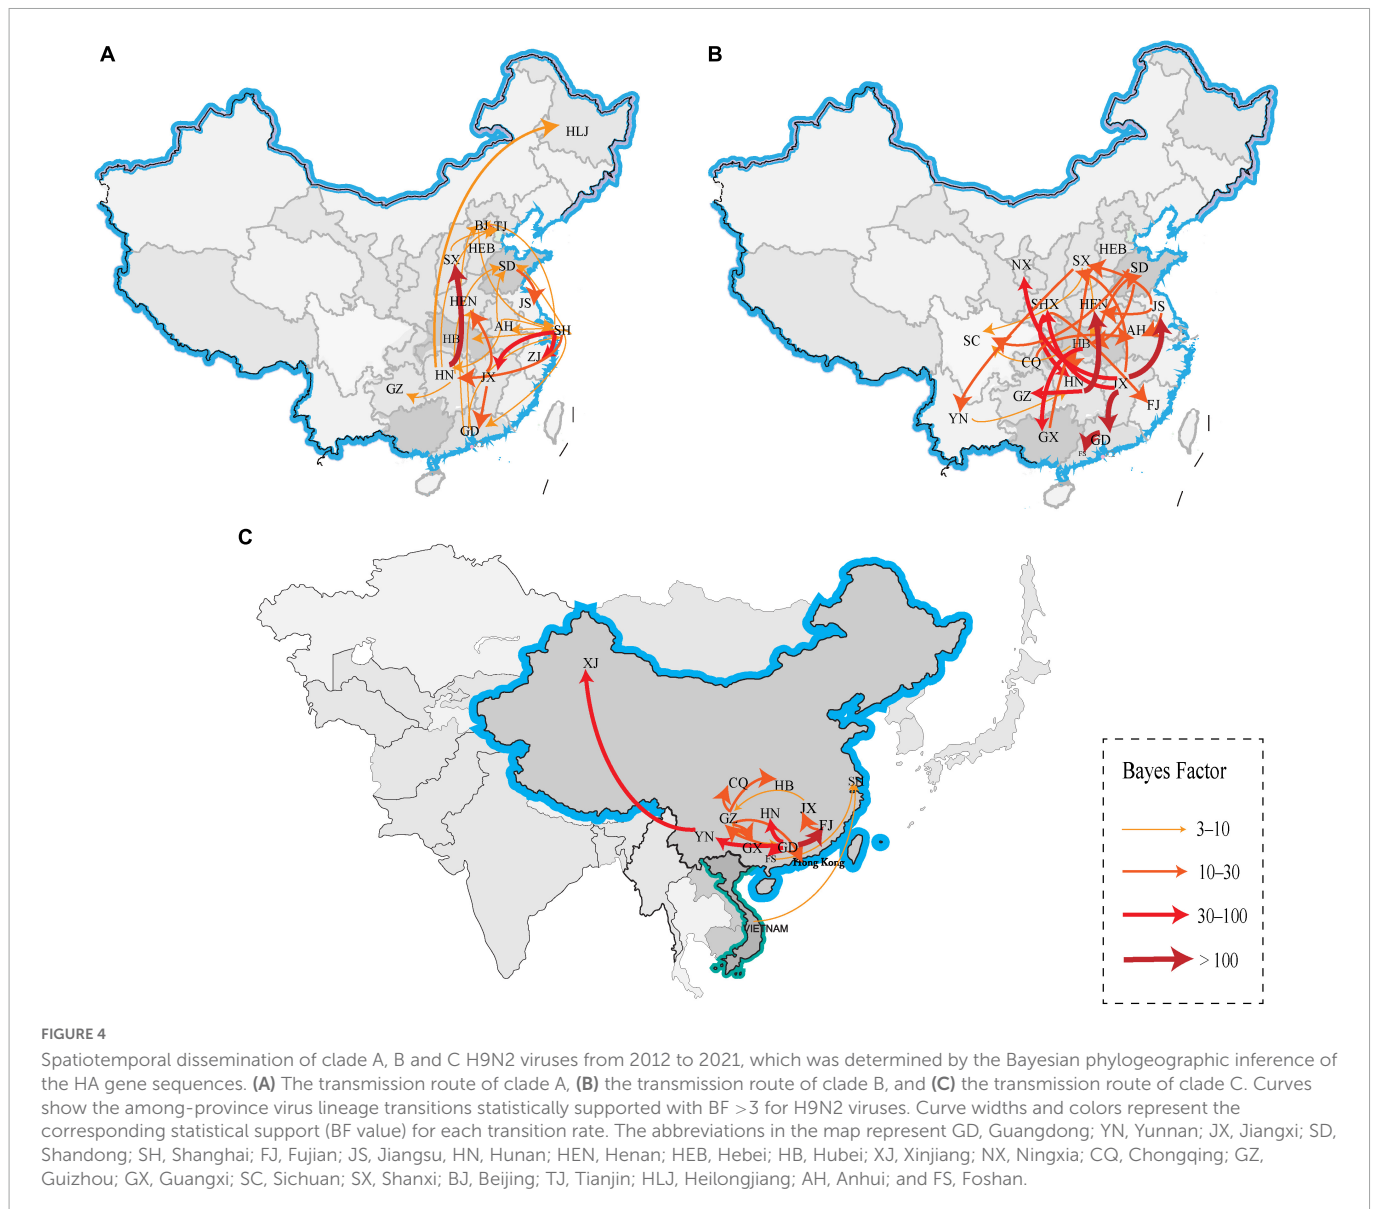 A
HLJ
BJ TJ
HEB
SX
SD
HEN
JS
AH
SH
HB
ZJ
HN
JX
GZ
GD
B
HEB
NX
SX
SD
SHX
HEN
JS
AH
SC
HB
CQ
HN
JX
GZ
FJ
YN
GX
GD
FS
C
XJ
CQ
HB
SH
JX
GZ
HN
FJ
YN
GX
GD
FS
Hong Kong
VIETNAM
Bayes Factor
3–10
10–30
30–100
> 100
FIGURE 4
Spatiotemporal dissemination of clade A, B and C H9N2 viruses from 2012 to 2021, which was determined by the Bayesian phylogeographic inference of
the HA gene sequences. (A) The transmission route of clade A, (B) the transmission route of clade B, and (C) the transmission route of clade C. Curves
show the among-province virus lineage transitions statistically supported with BF >3 for H9N2 viruses. Curve widths and colors represent the
corresponding statistical support (BF value) for each transition rate. The abbreviations in the map represent GD, Guangdong; YN, Yunnan; JX, Jiangxi; SD,
Shandong; SH, Shanghai; FJ, Fujian; JS, Jiangsu, HN, Hunan; HEN, Henan; HEB, Hebei; HB, Hubei; XJ, Xinjiang; NX, Ningxia; CQ, Chongqing; GZ,
Guizhou; GX, Guangxi; SC, Sichuan; SX, Shanxi; BJ, Beijing; TJ, Tianjin; HLJ, Heilongjiang; AH, Anhui; and FS, Foshan.